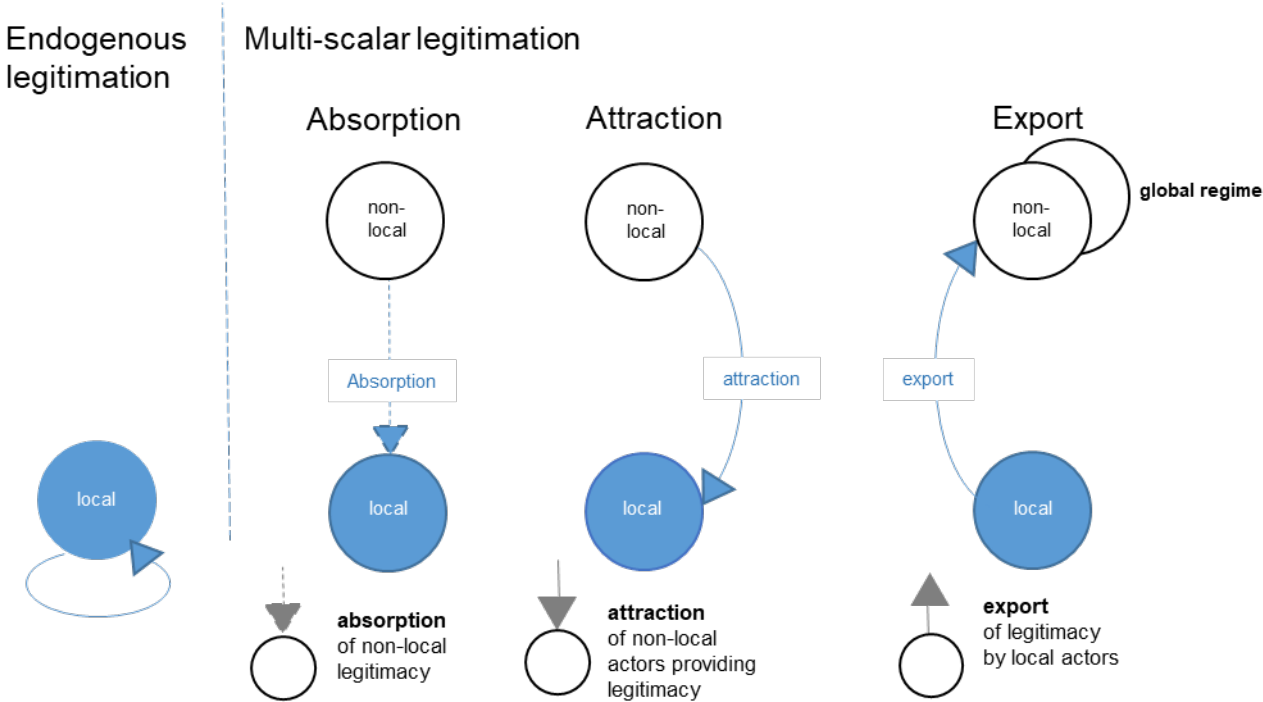 Endogenous
legitimation
Multi-scalar legitimation
Absorption
Attraction
Export
non-
local
non-
local
non-
local
global regime
Absorption
attraction
export
local
local
local
local
absorption
of non-local
legitimacy
attraction
of non-local
actors providing
legitimacy
export
of legitimacy
by local actors